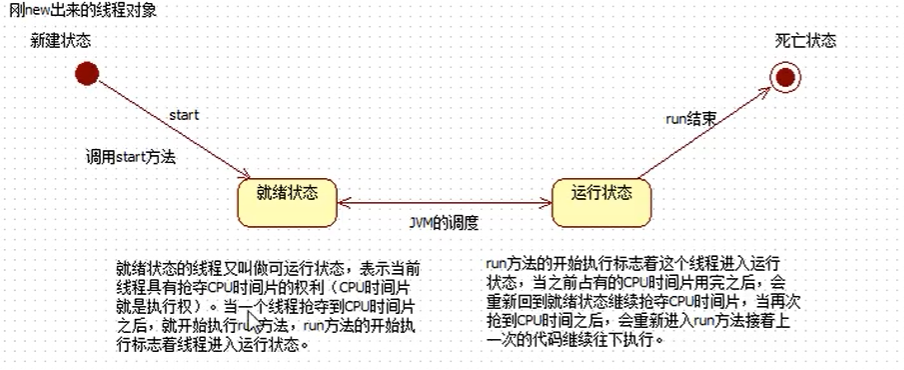 刚new出来的线程对象
新建状态
死亡状态
start
run结束
调用start方法
就绪状态
运行状态
JVM的调度
就绪状态的线程又叫做可运行状态，表示当前
线程具有抢夺CPU时间片的权利（CPU时间片
就是执行权）。当一个线程抢夺到CPU时间片
之后，就开始执行run方法，run方法的开始执
行标志着线程进入运行状态。
run方法的开始执行标志着这个线程进入运行
状态，当之前占有的CPU时间片用完之后，会
重新回到就绪状态继续抢夺CPU时间片，当再次
抢到CPU时间之后，会重新进入run方法接着上
一次的代码继续往下执行。